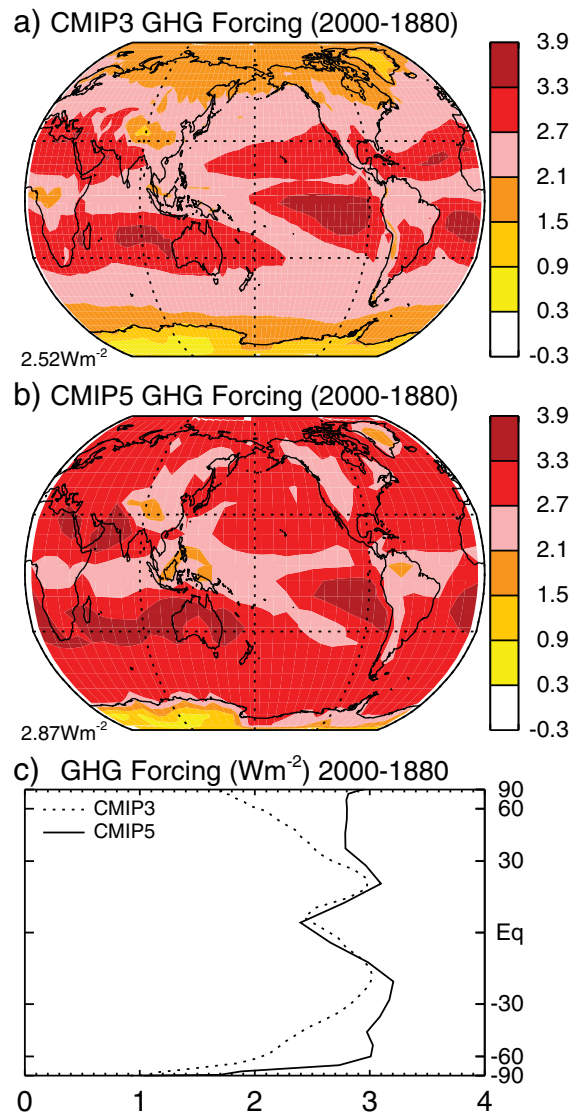 a) CMIP3 GHG Forcing (2000-1880)
3.9
3.3
2.7
2.1
1.5
0.9
0.3
-0.3
2.52Wm⁻²
b) CMIP5 GHG Forcing (2000-1880)
3.9
3.3
2.7
2.1
1.5
0.9
0.3
-0.3
2.87Wm⁻²
c) GHG Forcing (Wm⁻²) 2000-1880
CMIP3
CMIP5
90
60
30
Eq
-30
-60
-90
0 1 2 3 4